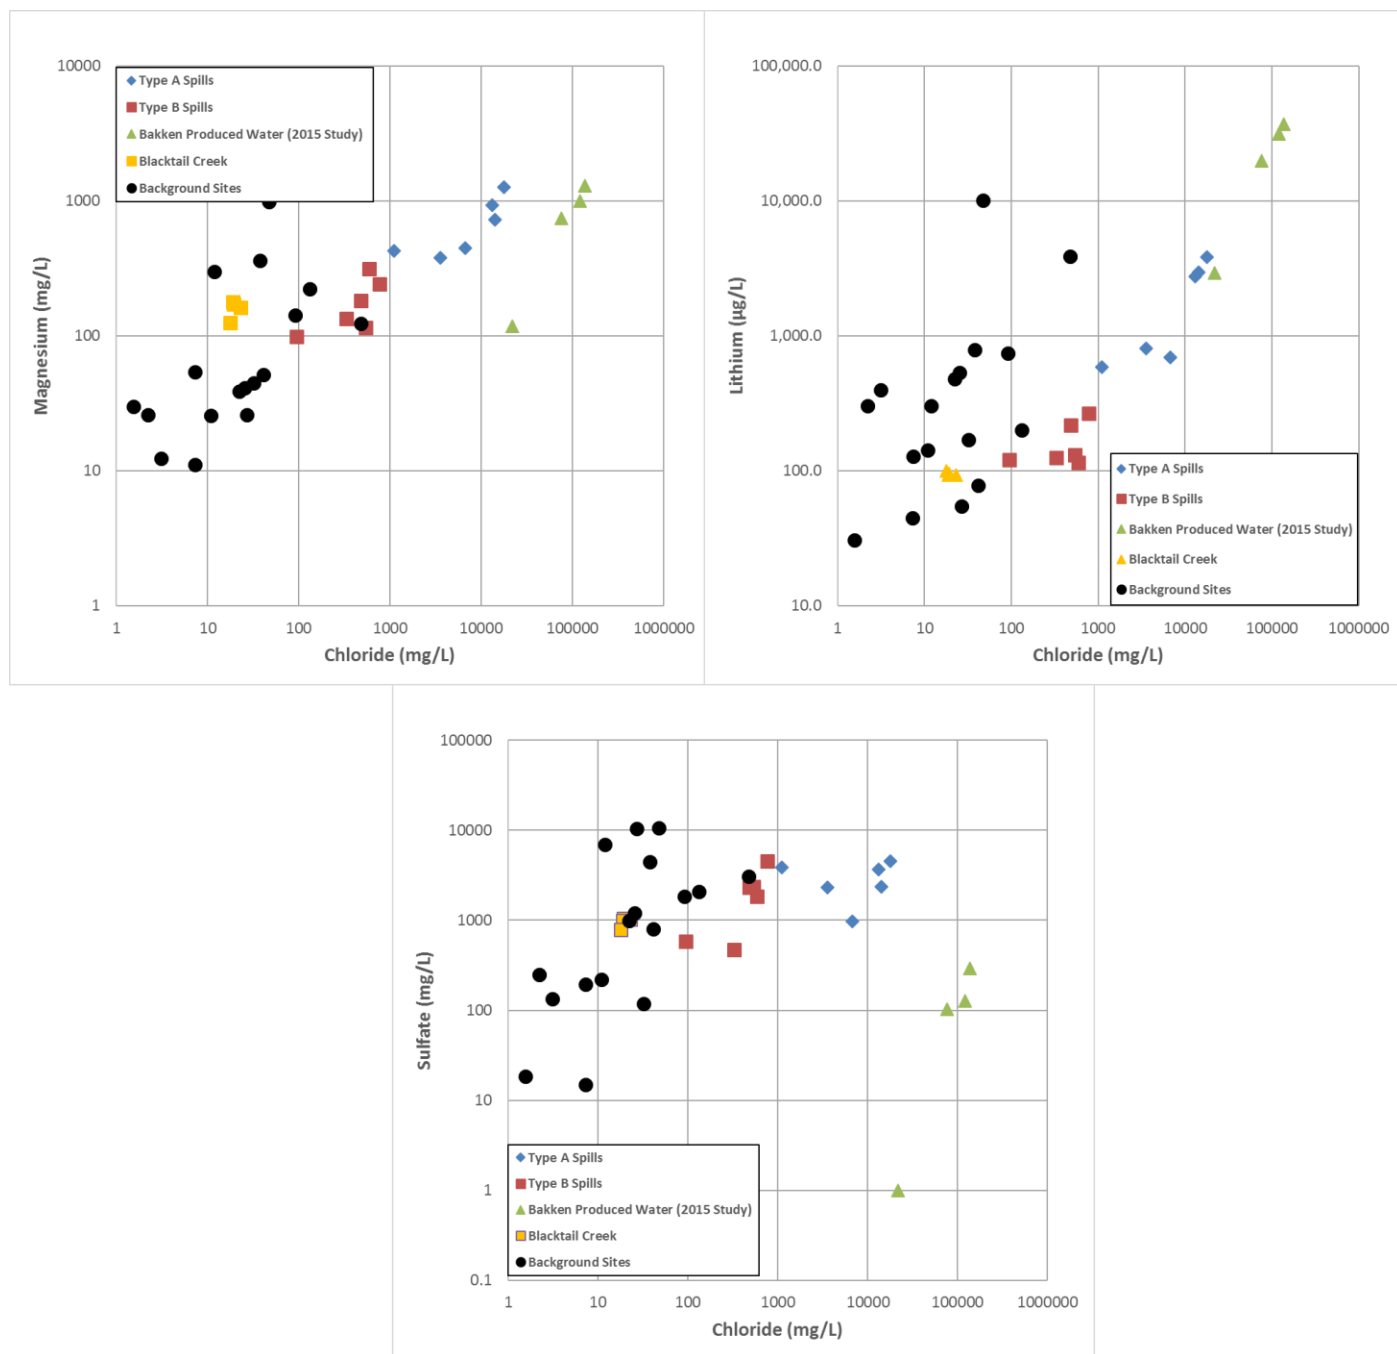 10000
1000
100
10
1
Magnesium (mg/L)
Type A Spills
Type B Spills
Bakken Produced Water (2015 Study)
Blacktail Creek
Background Sites
1 10 100 1000 10000 100000 1000000
Chloride (mg/L)
100,000.0
10,000.0
1,000.0
100.0
10.0
Lithium (µg/L)
Type A Spills
Type B Spills
Bakken Produced Water (2015 Study)
Blacktail Creek
Background Sites
1 10 100 1000 10000 100000 1000000
Chloride (mg/L)
100000
10000
1000
100
10
1
0.1
Sulfate (mg/L)
Type A Spills
Type B Spills
Bakken Produced Water (2015 Study)
Blacktail Creek
Background Sites
1 10 100 1000 10000 100000 1000000
Chloride (mg/L)